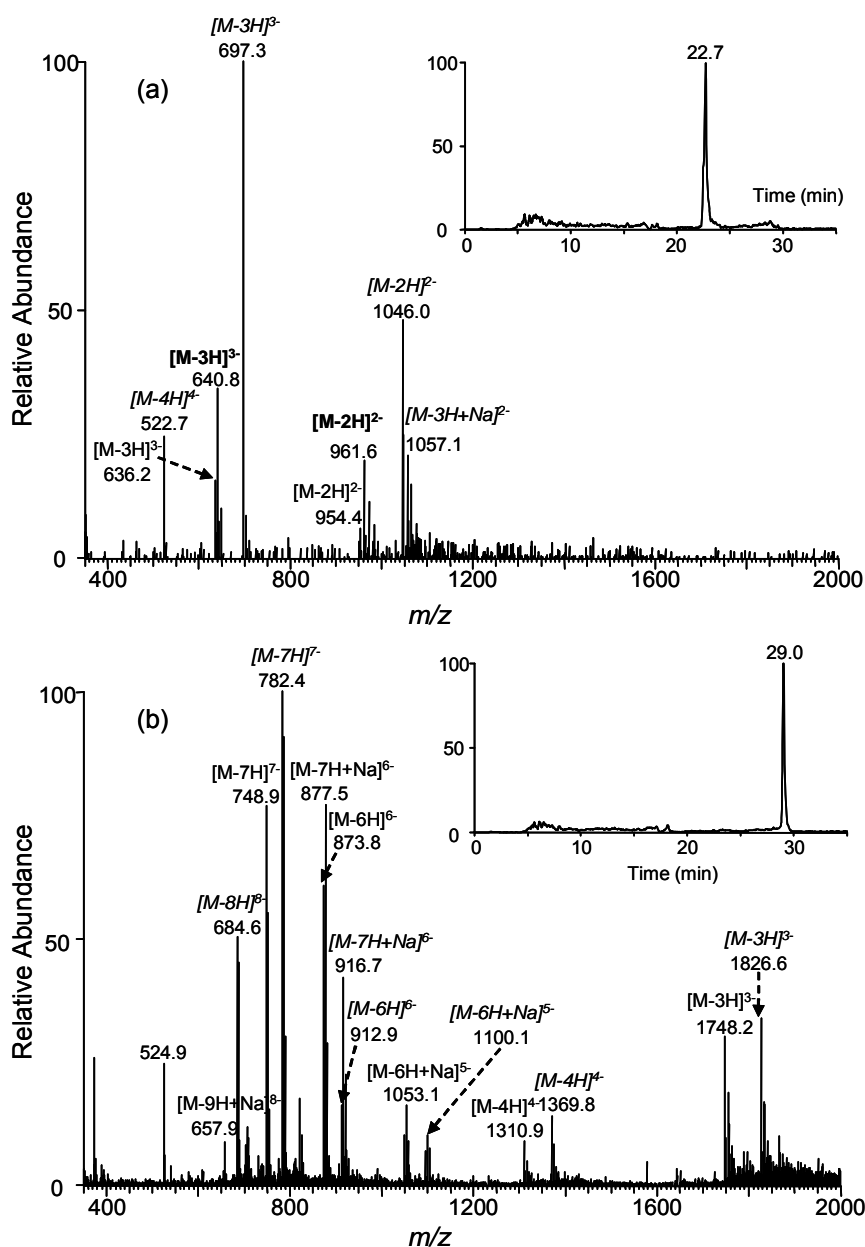 [M-3H]3-
697.3
100
(a)
22.7
100
50
0
Time (min)
0 10 20 30
Relative Abundance
[M-2H]2-
1046.0
50
[M-3H]3-
640.8
[M-4H]4-
522.7
[M-3H]3-
636.2
[M-2H]2-
961.6
[M-3H+Na]2-
1057.1
[M-2H]2-
954.4
0
400 800 1200 1600 2000
m/z
[M-7H]7-
782.4
100
(b)
29.0
100
50
0
0 10 20 30
Time (min)
[M-7H]7-
748.9
[M-7H+Na]6-
877.5
[M-6H]6-
873.8
Relative Abundance
[M-8H]8-
684.6
50
[M-7H+Na]6-
916.7
[M-6H]6-
912.9
[M-6H+Na]5-
1100.1
[M-3H]3-
1826.6
[M-3H]3-
1748.2
524.9
[M-9H+Na]8-
657.9
[M-6H+Na]5-
1053.1
[M-4H]4-
1310.9
[M-4H]4-
1369.8
0
400 800 1200 1600 2000
m/z